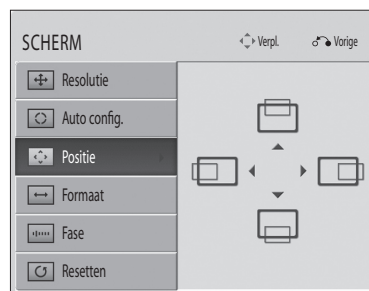 SCHERM Verpl. Vorige
Resolutie
Auto config.
Positie
Formaat
Fase
Resetten